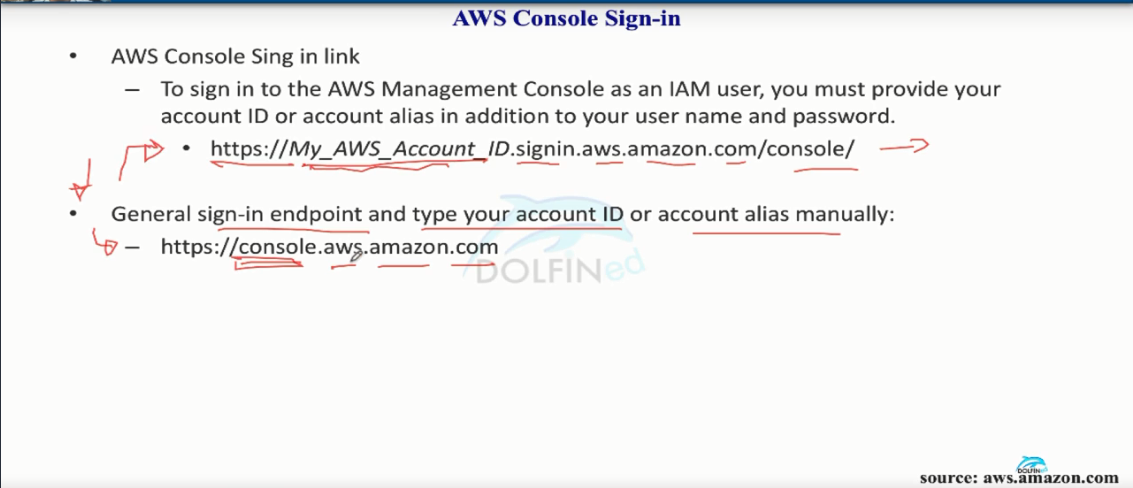 AWS Console Sign-in
• AWS Console Sing in link
– To sign in to the AWS Management Console as an IAM user, you must provide your
account ID or account alias in addition to your user name and password.
• https://My_AWS_Account_ID.signin.aws.amazon.com/console/
• General sign-in endpoint and type your account ID or account alias manually:
– https://console.aws.amazon.com
DOLFINed
DOLFINed
source: aws.amazon.com